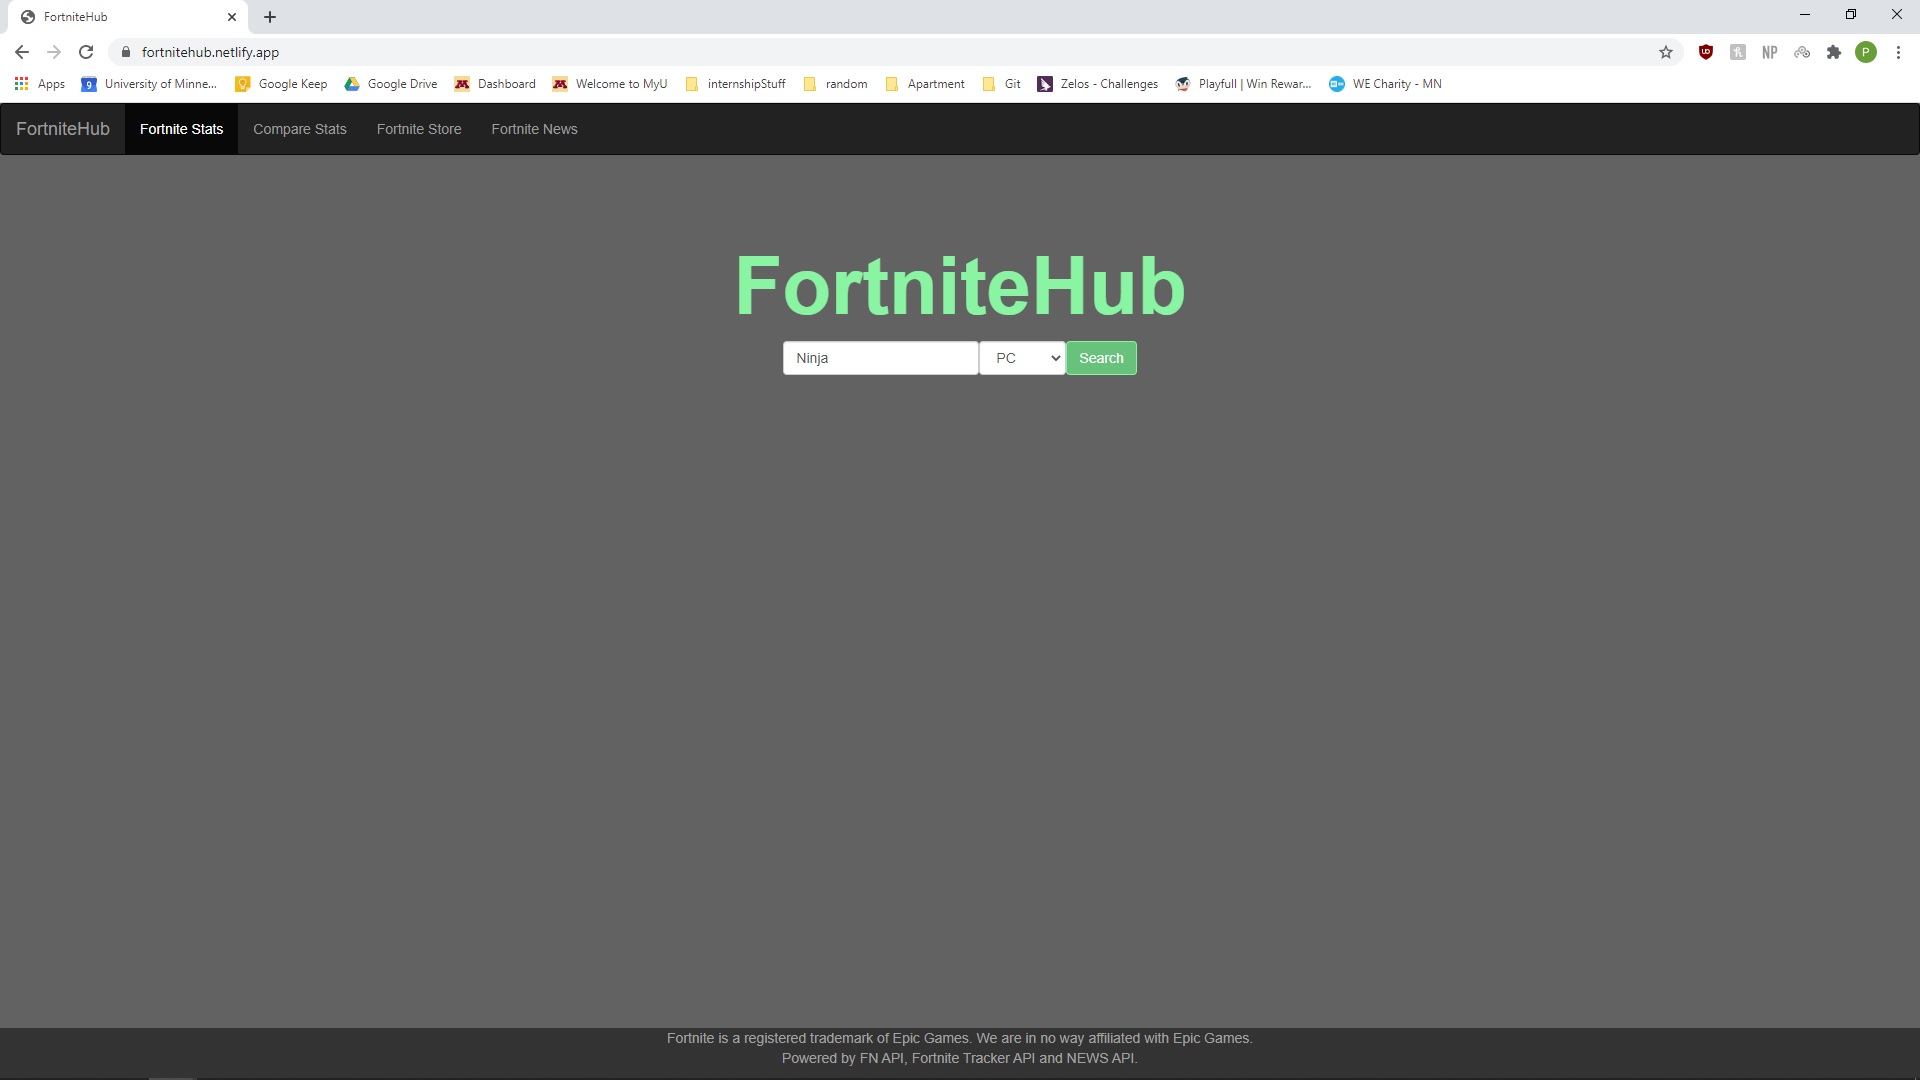 FortniteHub
fortnitehub.netlify.app
NP
P
Apps
University of Minne...
Google Keep
Google Drive
Dashboard
Welcome to MyU
internshipStuff
random
Apartment
Git
Zelos - Challenges
Playfull | Win Rewar...
WE Charity - MN
FortniteHub
Fortnite Stats
Compare Stats
Fortnite Store
Fortnite News
FortniteHub
Ninja
PC
Search
Fortnite is a registered trademark of Epic Games. We are in no way affiliated with Epic Games.
Powered by FN API, Fortnite Tracker API and NEWS API.